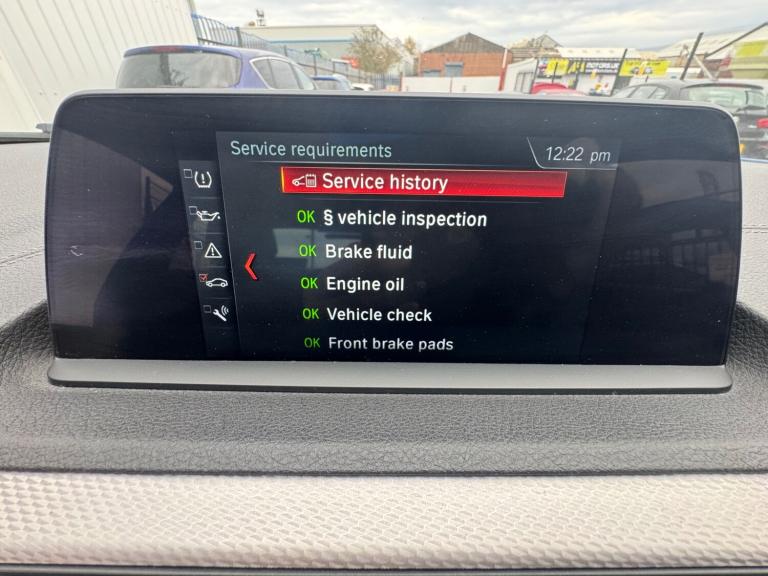 Service requirements
12:22 pm
Service history
OK § vehicle inspection
OK Brake fluid
OK Engine oil
OK Vehicle check
OK Front brake pads